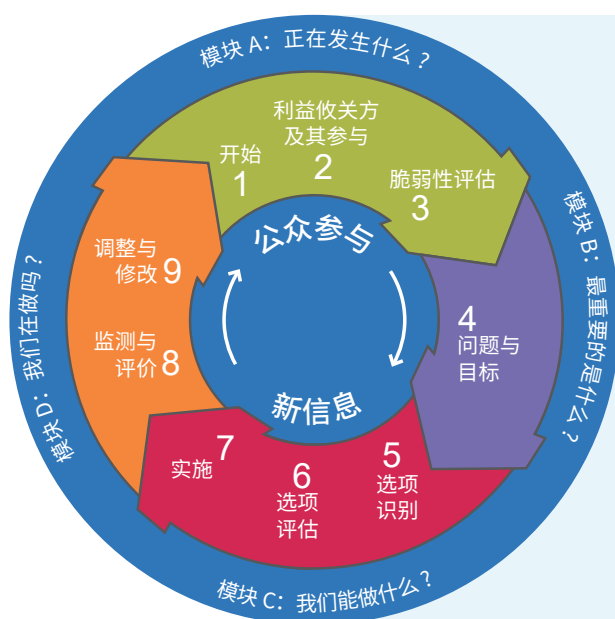 模块 A：正在发生什么？
开始
1
利益攸关方
及其参与
2
脆弱性评估
3
模块 B：最重要的是什么？
4
问题与
目标
模块 C：我们能做什么？
5
选项
识别
6
选项
评估
7
实施
模块 D：我们在做吗？
监测与
评价 8
调整与
修改 9
公众参与
新信息